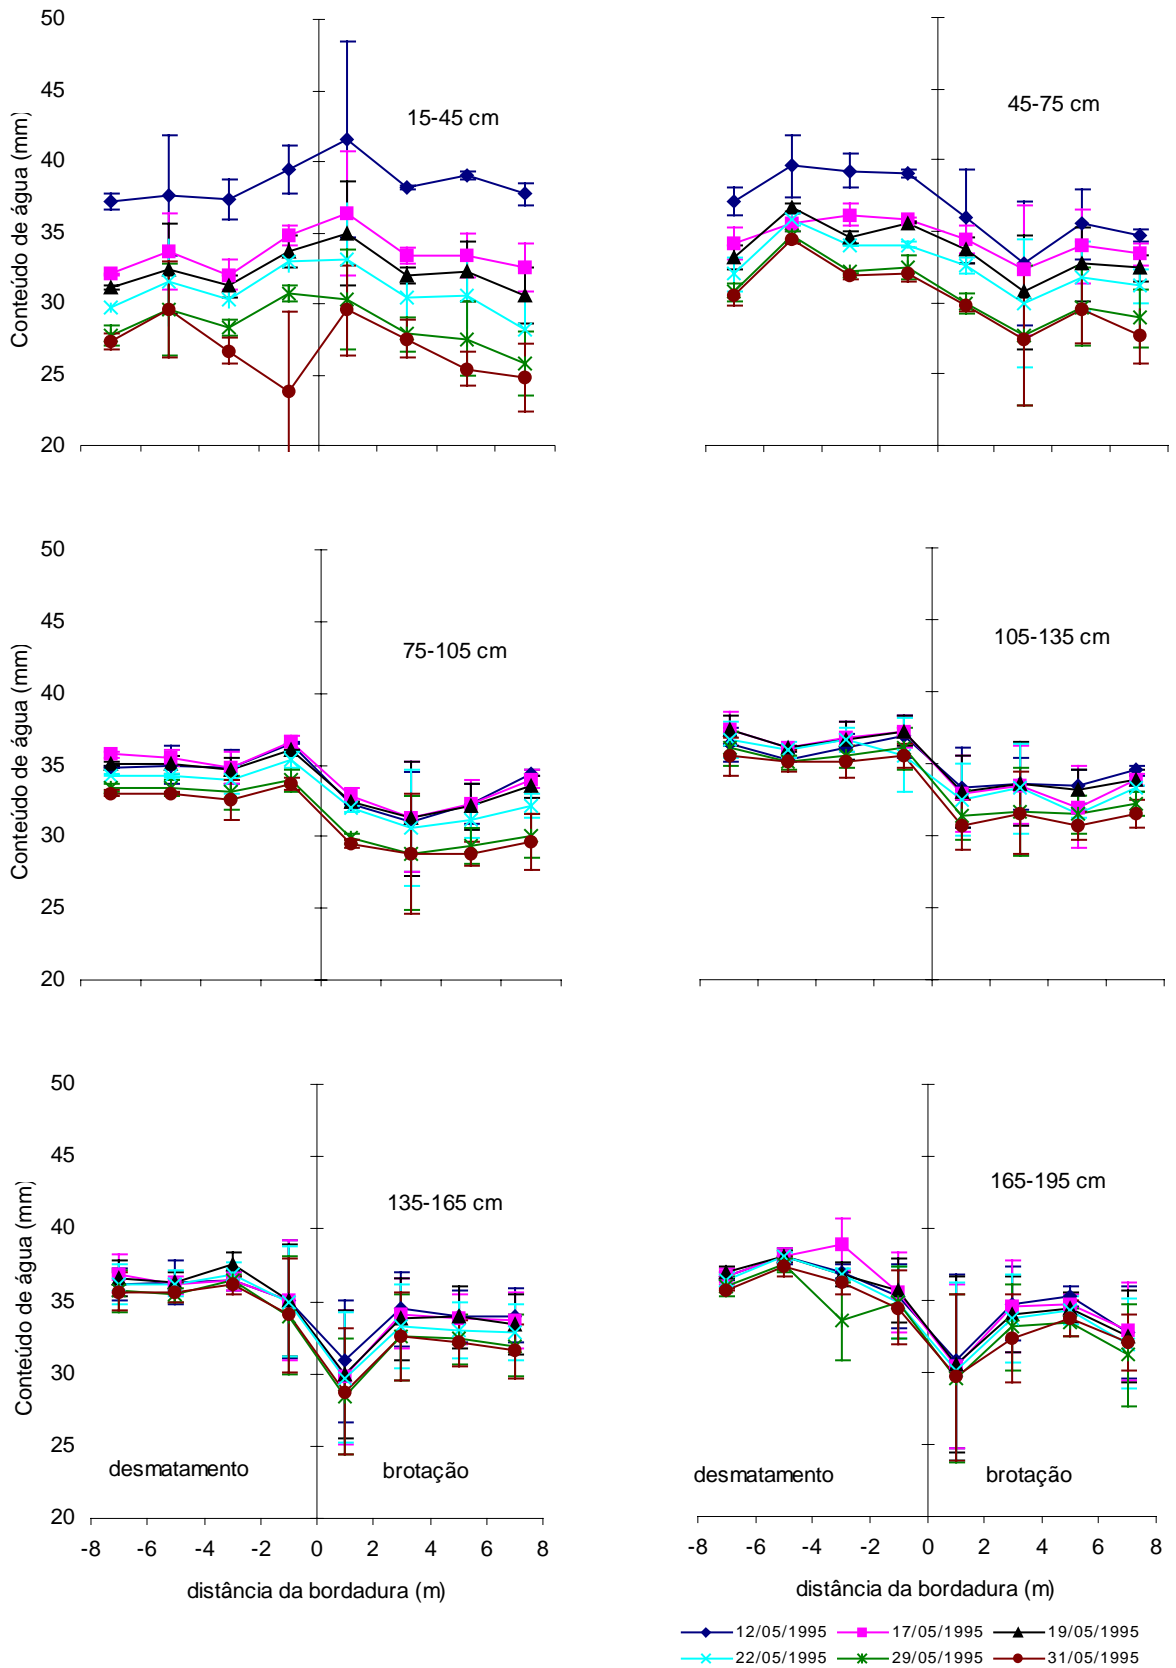 50
45
40
35
30
25
20
Conteúdo de água (mm)
15-45 cm
45-75 cm
50
45
40
35
30
25
20
Conteúdo de água (mm)
75-105 cm
105-135 cm
50
45
40
35
30
25
20
Conteúdo de água (mm)
135-165 cm
desmatamento
brotação
-8 -6 -4 -2 0 2 4 6 8
distância da bordadura (m)
165-195 cm
desmatamento
brotação
-8 -6 -4 -2 0 2 4 6 8
distância da bordadura (m)
12/05/1995 17/05/1995 19/05/1995
22/05/1995 29/05/1995 31/05/1995